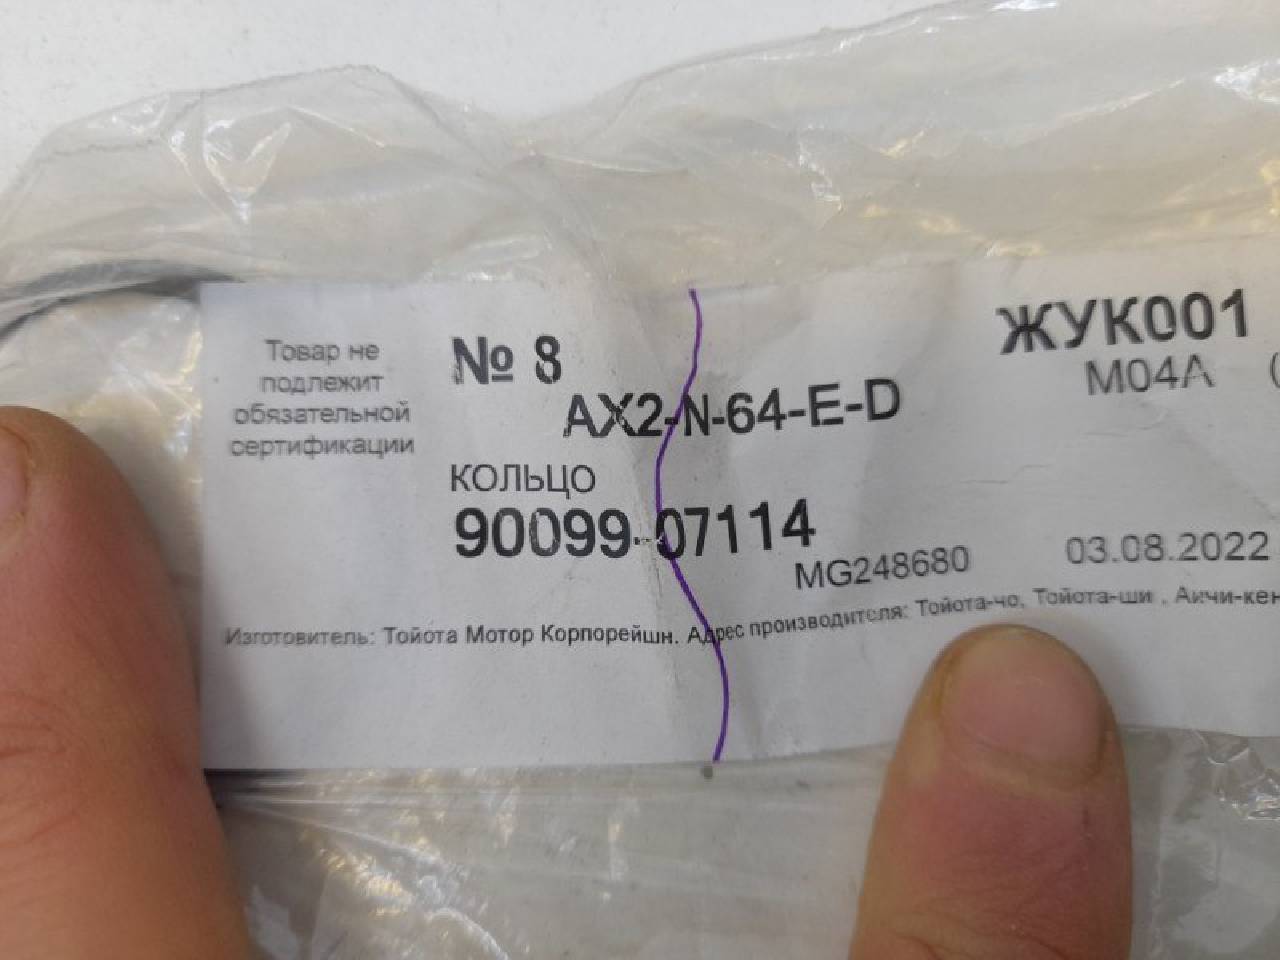 Товар не
подлежит
обязательной
сертификации
№ 8
AX2-N-64-E-D
КОЛЬЦО
90099-07114
MG248680
ЖУК001
M04A (
03.08.2022
Изготовитель: Тойота Мотор Корпорейшн. Адрес производителя: Тойота-чо, Тойота-ши , Аичи-кен